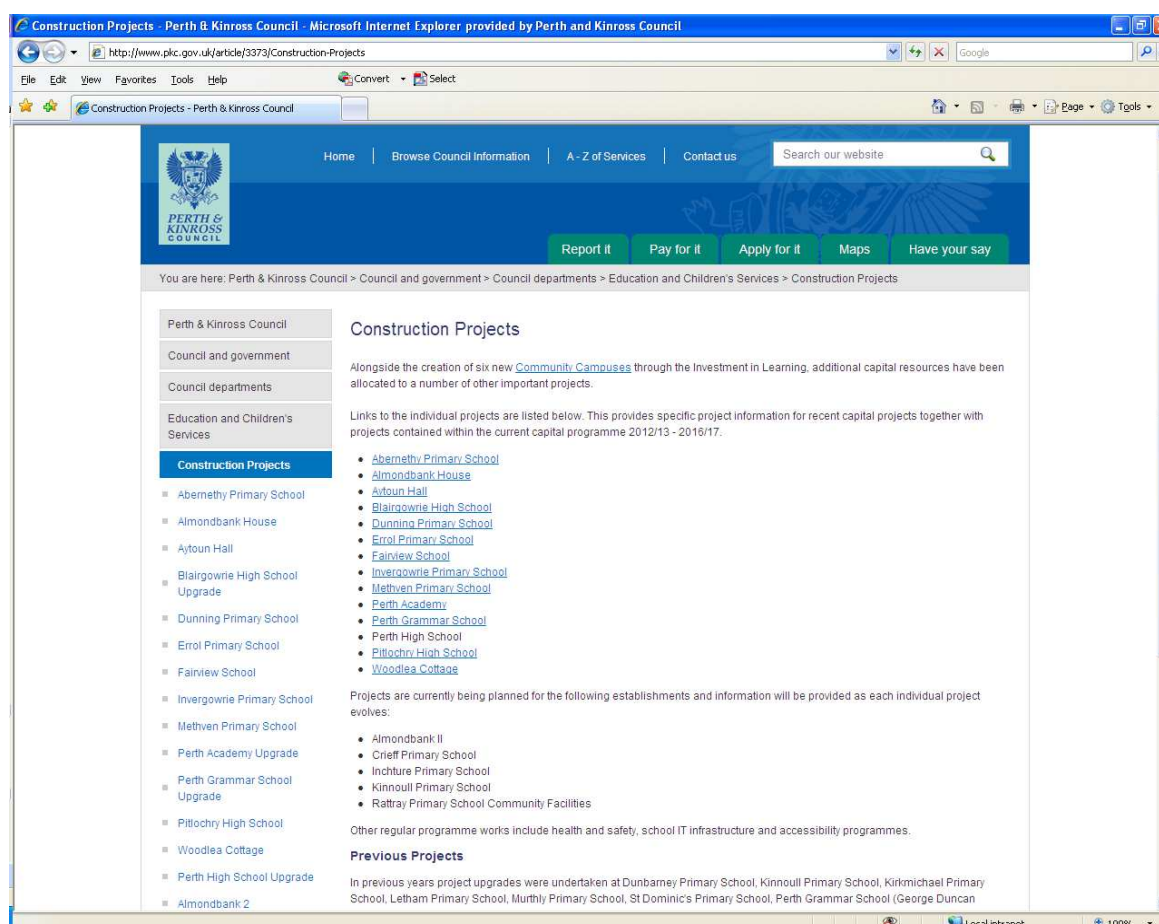 Construction Projects - Perth & Kinross Council - Microsoft Internet Explorer provided by Perth and Kinross Council
http://www.pkc.gov.uk/article/3373/Construction-Projects
Google
File Edit View Favorites Tools Help
Convert Select
Construction Projects - Perth & Kinross Council
Page Tools
PERTH &
KINROSS
COUNCIL
Home Browse Council Information A - Z of Services Contact us
Search our website
Report it Pay for it Apply for it Maps Have your say
You are here: Perth & Kinross Council > Council and government > Council departments > Education and Children's Services > Construction Projects
Perth & Kinross Council
Council and government
Council departments
Education and Children's
Services
Construction Projects
Abernethy Primary School
Almondbank House
Aytoun Hall
Blairgowrie High School
Upgrade
Dunning Primary School
Errol Primary School
Fairview School
Invergowrie Primary School
Methven Primary School
Perth Academy Upgrade
Perth Grammar School
Upgrade
Pitlochry High School
Woodlea Cottage
Perth High School Upgrade
Almondbank 2
Construction Projects
Alongside the creation of six new Community Campuses through the Investment in Learning, additional capital resources have been
allocated to a number of other important projects.
Links to the individual projects are listed below. This provides specific project information for recent capital projects together with
projects contained within the current capital programme 2012/13 - 2016/17.
Abernethy Primary School
Almondbank House
Aytoun Hall
Blairgowrie High School
Dunning Primary School
Errol Primary School
Fairview School
Invergowrie Primary School
Methven Primary School
Perth Academy
Perth Grammar School
Perth High School
Pitlochry High School
Woodlea Cottage
Projects are currently being planned for the following establishments and information will be provided as each individual project
evolves:
Almondbank II
Crieff Primary School
Inchture Primary School
Kinnoull Primary School
Rattray Primary School Community Facilities
Other regular programme works include health and safety, school IT infrastructure and accessibility programmes.
Previous Projects
In previous years project upgrades were undertaken at Dunbarney Primary School, Kinnoull Primary School, Kirkmichael Primary
School, Letham Primary School, Murthly Primary School, St Dominic's Primary School, Perth Grammar School (George Duncan
Local intranet 100%